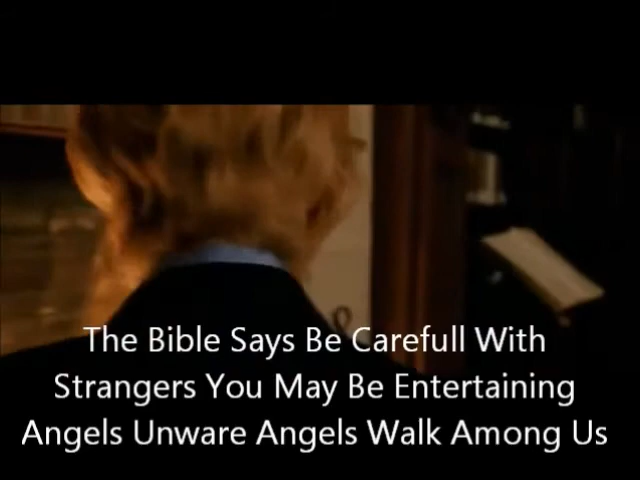 The Bible Says Be Carefull With
Strangers You May Be Entertaining
Angels Unware Angels Walk Among Us